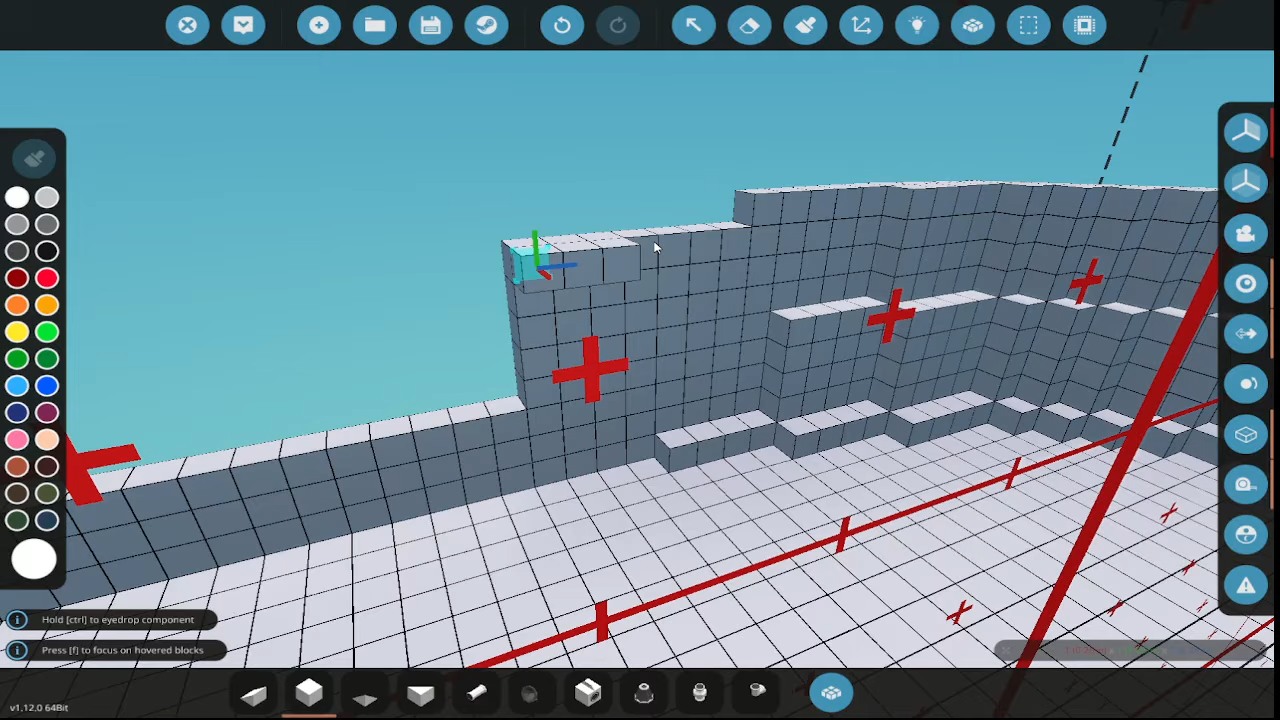 Hold [ctrl] to eyedrop component
Press [f] to focus on hovered blocks
v1.12.0 64Bit